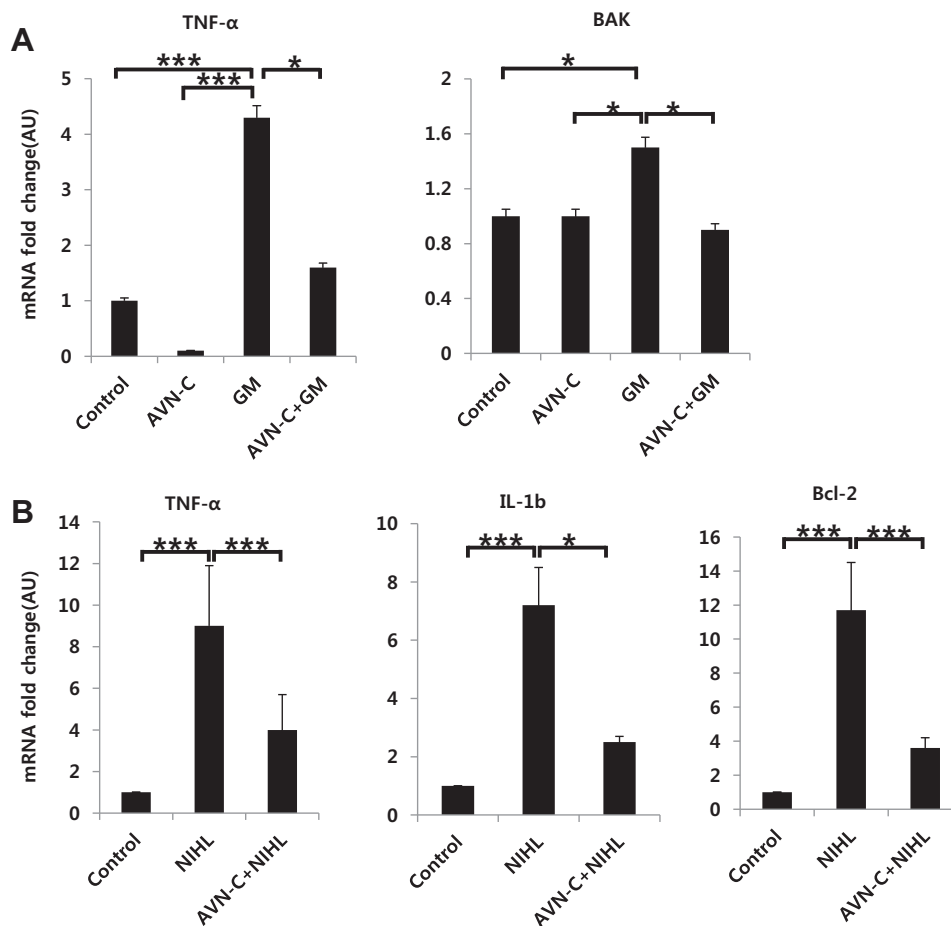 A
TNF-α
BAK
mRNA fold change(AU)
5
4
3
2
1
0
***
***
*
Control
AVN-C
GM
AVN-C+GM
2
1.6
1.2
0.8
0.4
0
*
*
*
Control
AVN-C
GM
AVN-C+GM
B
TNF-α
IL-1b
Bcl-2
mRNA fold change(AU)
14
12
10
8
6
4
2
0
***
***
Control
NIHL
AVN-C+NIHL
10
8
6
4
2
0
***
*
Control
NIHL
AVN-C+NIHL
16
14
12
10
8
6
4
2
0
***
***
Control
NIHL
AVN-C+NIHL